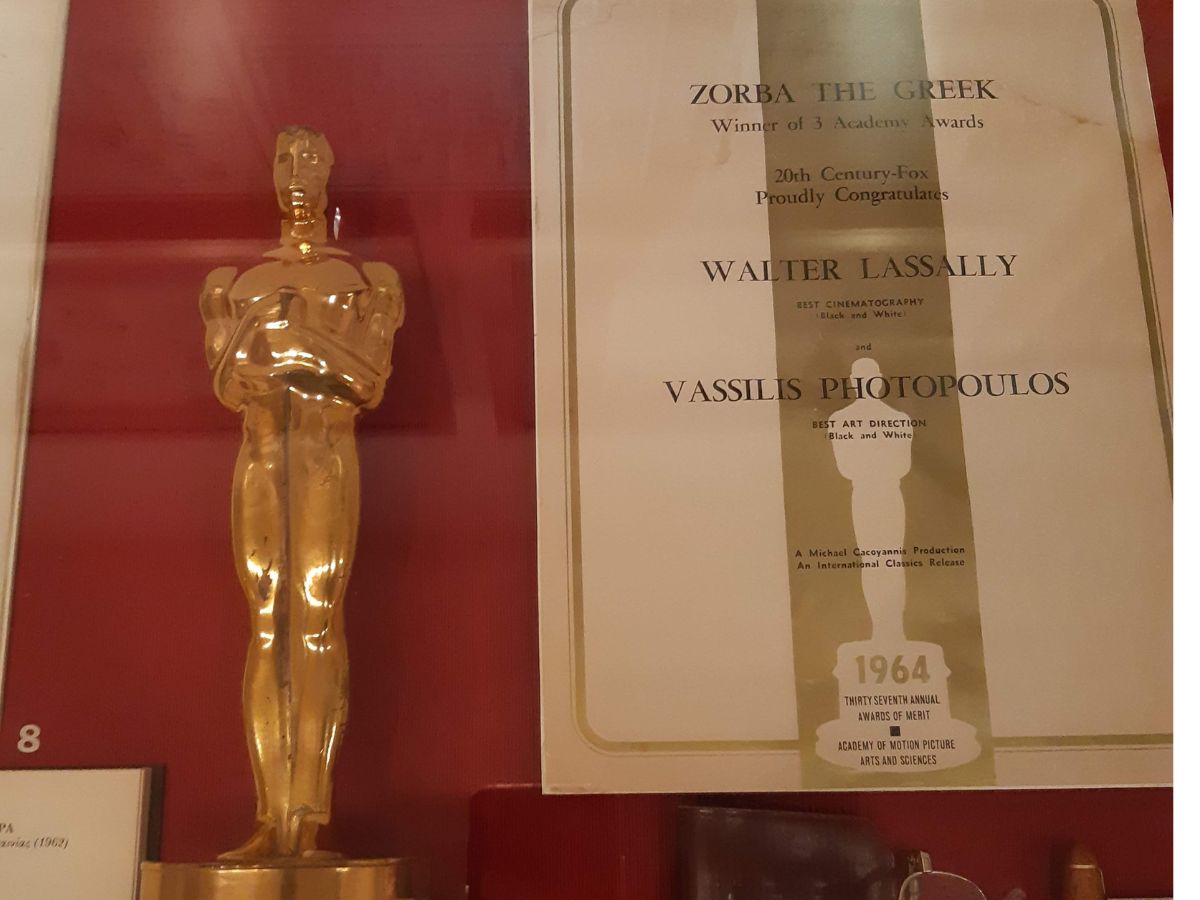 ZORBA THE GREEK
Winner of 3 Academy Awards
20th Century-Fox
Proudly Congratulates
WALTER LASSALLY
BEST CINEMATOGRAPHY
(Black and White)
and
VASSILIS PHOTOPOULOS
BEST ART DIRECTION
(Black and White)
A Michael Cacoyannis Production
An International Classics Release
1964
THIRTY SEVENTH ANNUAL
AWARDS OF MERIT
ACADEMY OF MOTION PICTURE
ARTS AND SCIENCES
8
(1962)